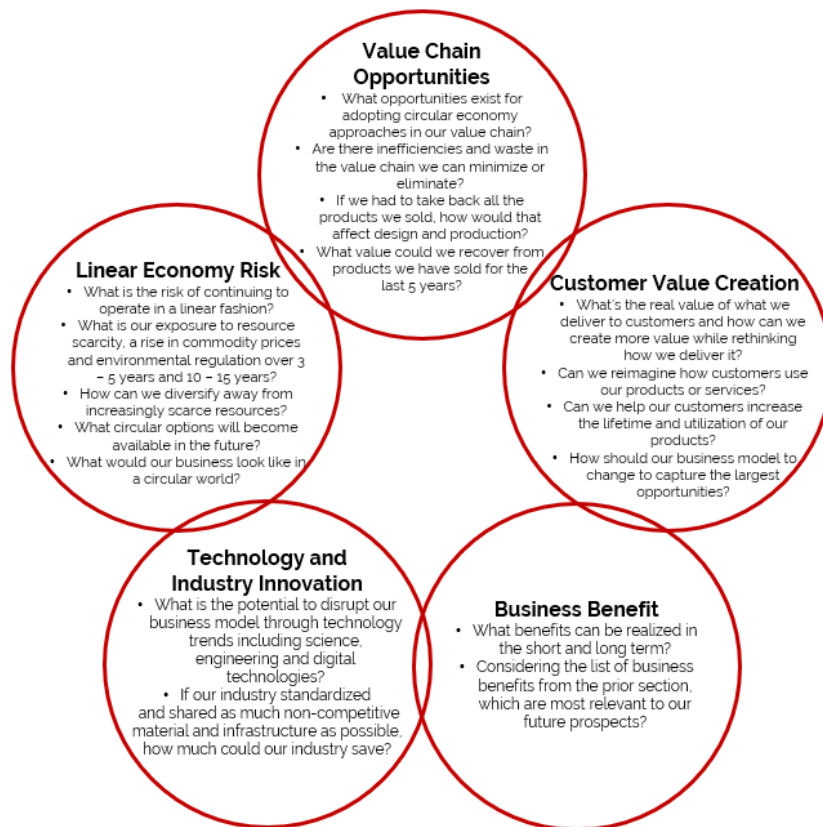 Value Chain
Opportunities
• What opportunities exist for
adopting circular economy
approaches in our value chain?
• Are there inefficiencies and waste in
the value chain we can minimize or
eliminate?
• If we had to take back all the
products we sold, how would that
affect design and production?
• What value could we recover from
products we have sold for the
last 5 years?
Linear Economy Risk
• What is the risk of continuing to
operate in a linear fashion?
• What is our exposure to resource
scarcity, a rise in commodity prices
and environmental regulation over 3
– 5 years and 10 – 15 years?
• How can we diversify away from
increasingly scarce resources?
• What circular options will become
available in the future?
• What would our business look like in
a circular world?
Customer Value Creation
• What's the real value of what we
deliver to customers and how can we
create more value while rethinking
how we deliver it?
• Can we reimagine how customers use
our products or services?
• Can we help our customers increase
the lifetime and utilization of our
products?
• How should our business model to
change to capture the largest
opportunities?
Technology and
Industry Innovation
• What is the potential to disrupt our
business model through technology
trends including science,
engineering and digital
technologies?
• If our industry standardized
and shared as much non-competitive
material and infrastructure as possible,
how much could our industry save?
Business Benefit
• What benefits can be realized in
the short and long term?
• Considering the list of business
benefits from the prior section,
which are most relevant to our
future prospects?